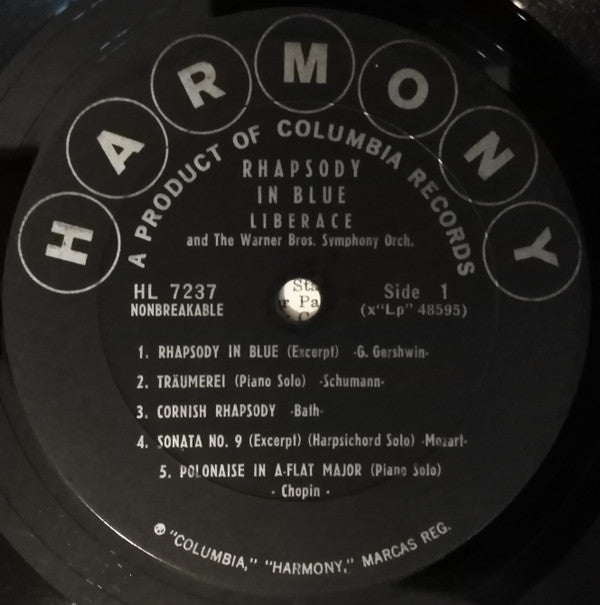 HARMONY
A PRODUCT OF COLUMBIA RECORDS
RHAPSODY
IN BLUE
LIBERACE
and The Warner Bros. Symphony Orch.
HL 7237
NONBREAKABLE
Side 1
(x"Lp" 48595)
Sta
r Pa
C
1. RHAPSODY IN BLUE (Excerpt) -G. Gershwin-
2. TRÄUMEREI (Piano Solo) -Schumann-
3. CORNISH RHAPSODY -Bath-
4. SONATA NO. 9 (Excerpt) (Harpsichord Solo) -Mozart-
5. POLONAISE IN A-FLAT MAJOR (Piano Solo)
- Chopin -
℗ "COLUMBIA," "HARMONY," MARCAS REG.